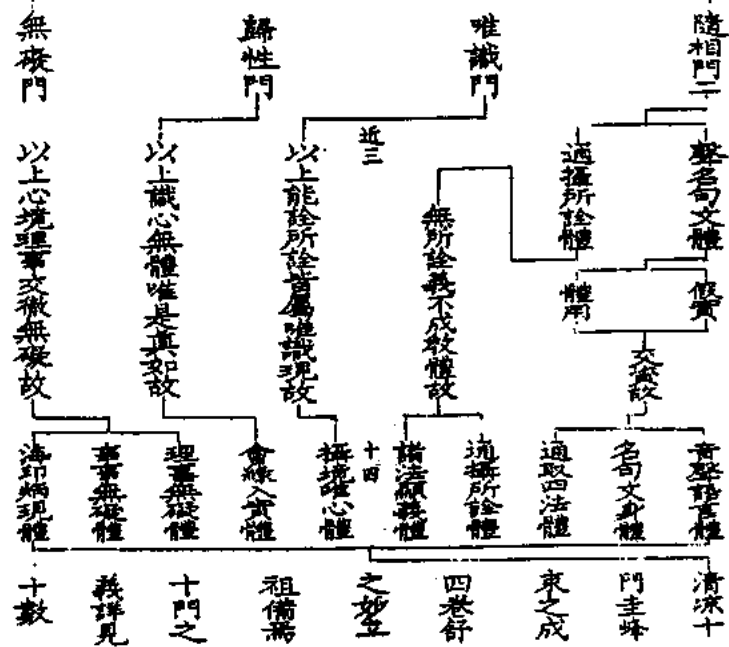 隨相門二
唯識門
歸性門
無礙門
聲名句文體
通攝所詮體
近三
假實
體用
交徹故
無所詮義不成教體故
以上能詮所詮皆屬唯識現故
以上識心無體唯是真如故
以上心境理事交徹無礙故
音聲語言體
名句文身體
通取四法體
通攝所詮體
諸法顯義體
十四
攝境唯心體
會緣入實體
理事無礙體
事事無礙體
海印炳現體
清涼十
門圭峰
束之成
四卷舒
之妙立
祖備焉
十門之
義詳見
十數